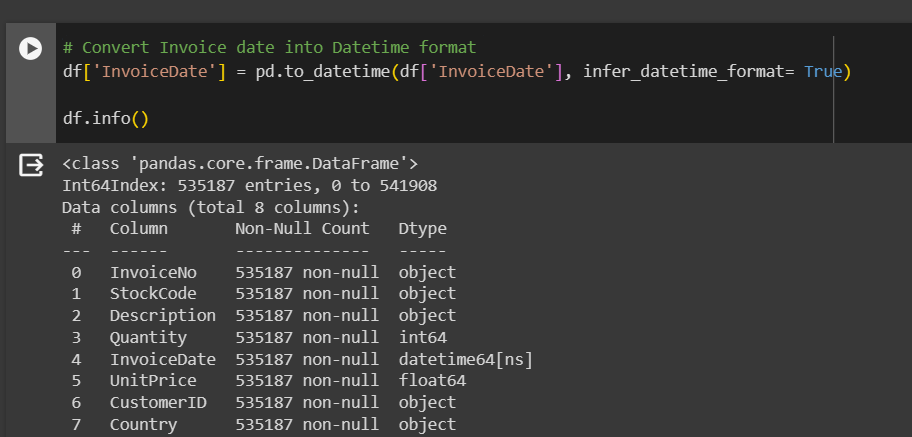 # Convert Invoice date into Datetime format
df['InvoiceDate'] = pd.to_datetime(df['InvoiceDate'], infer_datetime_format= True)
df.info()
<class 'pandas.core.frame.DataFrame'>
Int64Index: 535187 entries, 0 to 541908
Data columns (total 8 columns):
 #   Column       Non-Null Count   Dtype
---  ------       --------------   -----
 0   InvoiceNo    535187 non-null  object
 1   StockCode    535187 non-null  object
 2   Description  535187 non-null  object
 3   Quantity     535187 non-null  int64
 4   InvoiceDate  535187 non-null  datetime64[ns]
 5   UnitPrice    535187 non-null  float64
 6   CustomerID   535187 non-null  object
 7   Country      535187 non-null  object